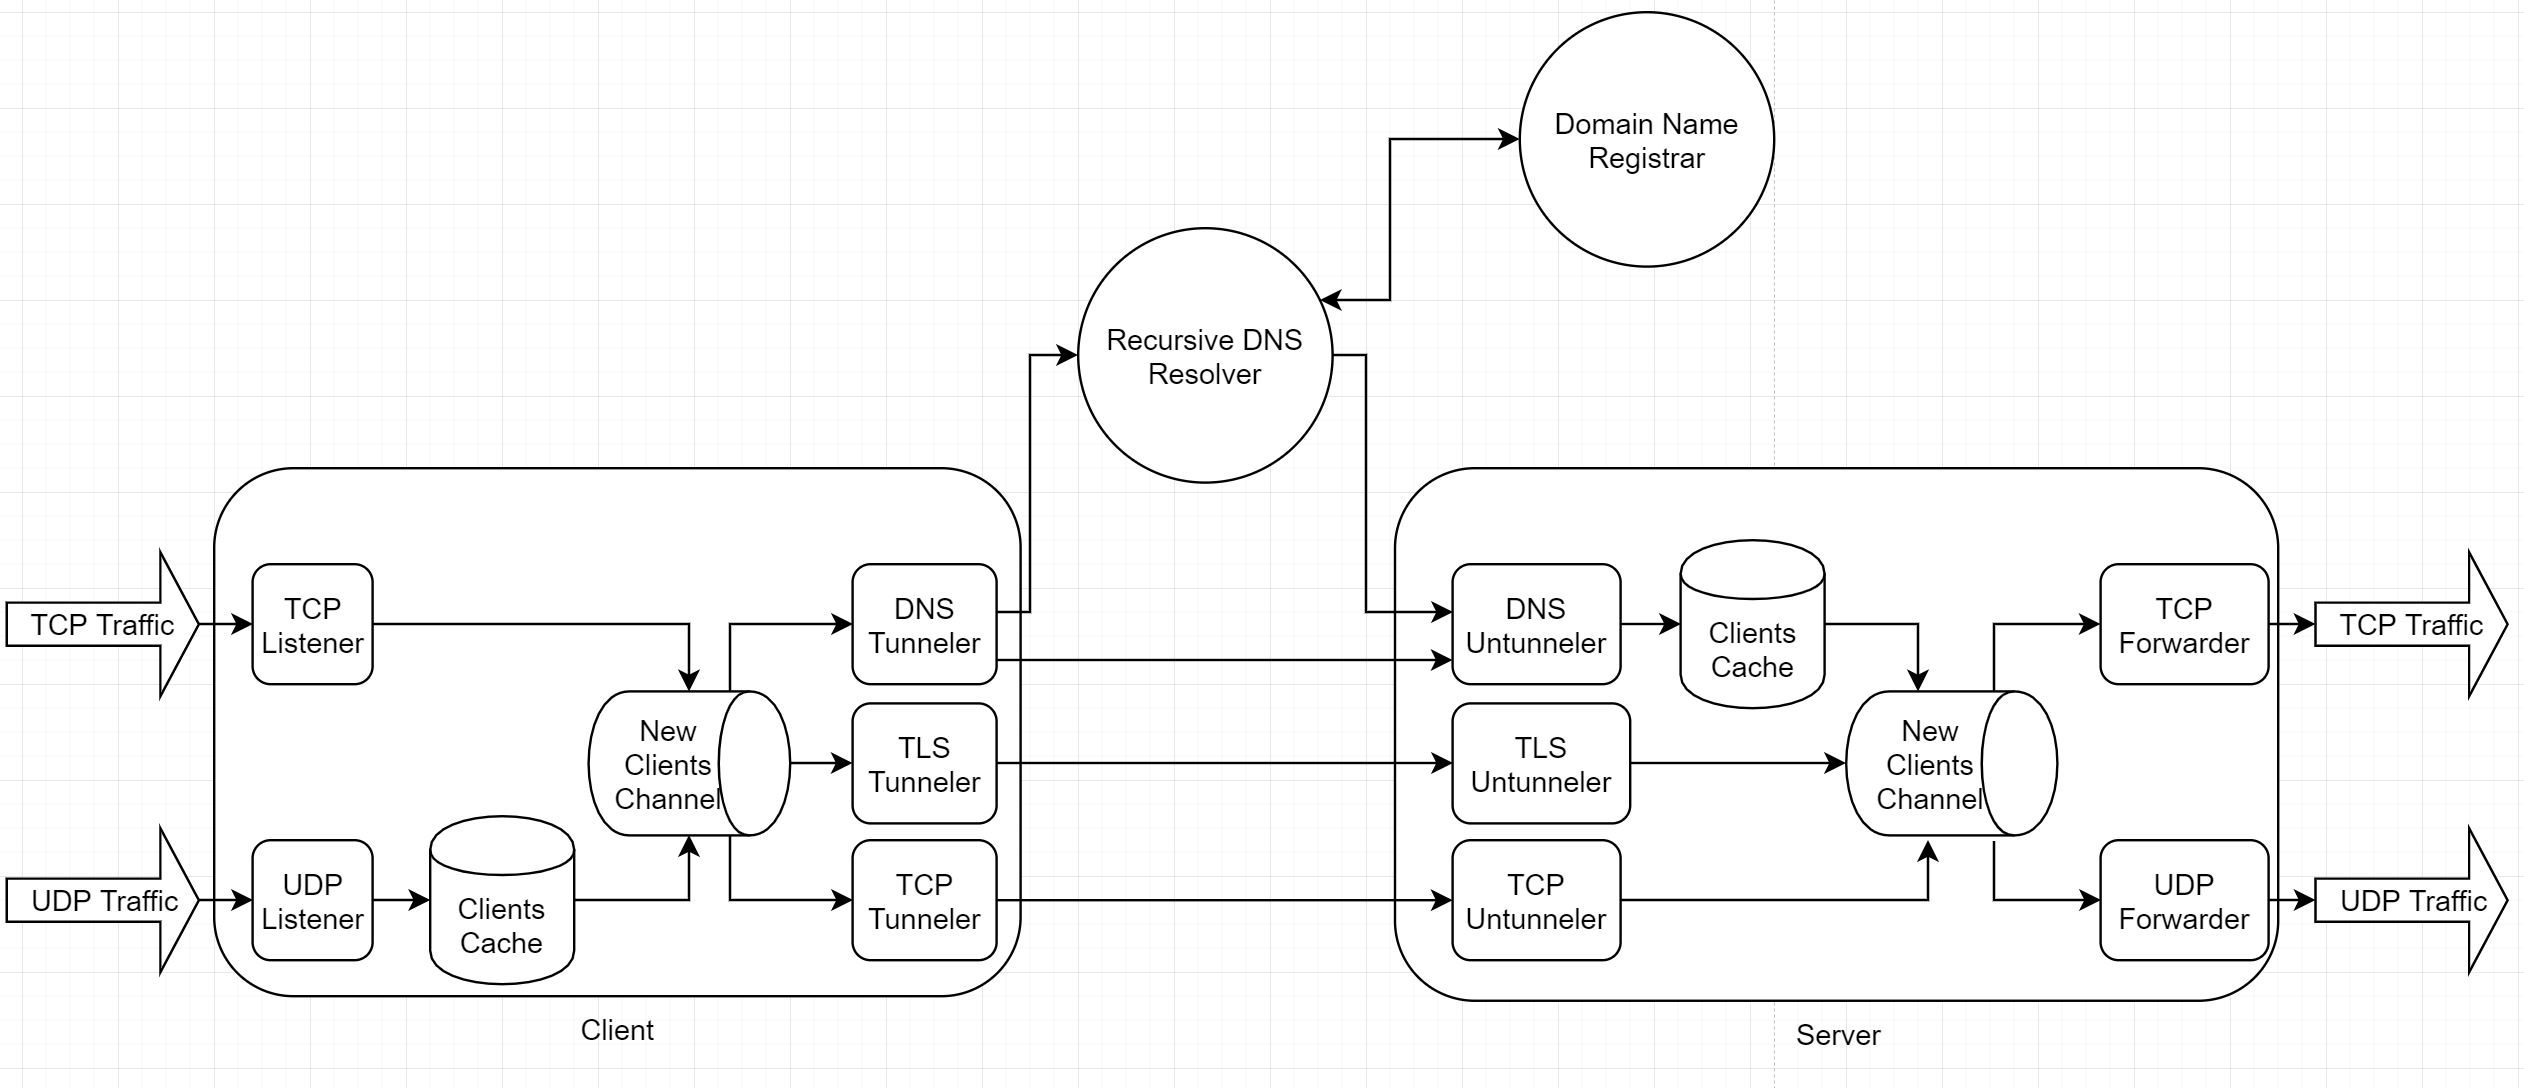 Domain Name
Registrar
Recursive DNS
Resolver
TCP Traffic
TCP
Listener
DNS
Tunneler
DNS
Untunneler
Clients
Cache
TCP
Forwarder
TCP Traffic
New
Clients
Channel
TLS
Tunneler
TLS
Untunneler
New
Clients
Channel
UDP Traffic
UDP
Listener
Clients
Cache
TCP
Tunneler
TCP
Untunneler
UDP
Forwarder
UDP Traffic
Client
Server